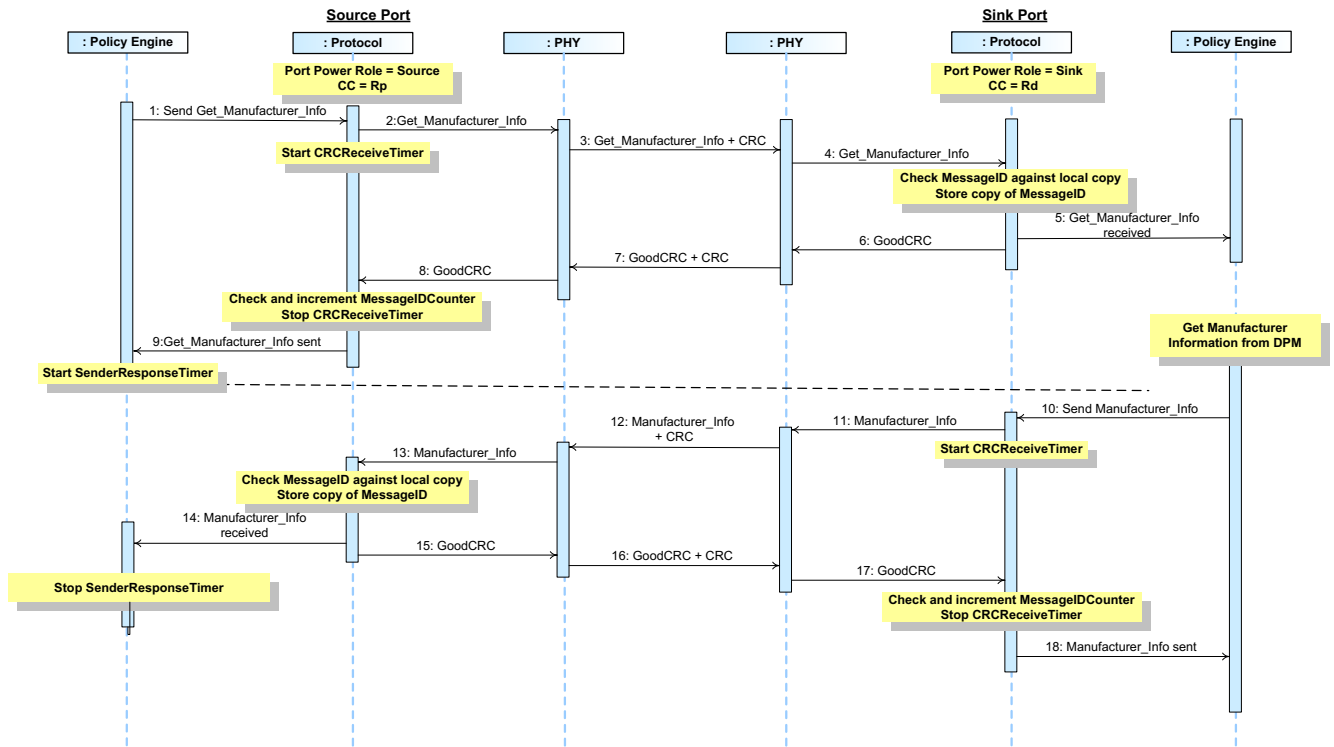 Source Port
Sink Port
: Policy Engine
: Protocol
: PHY
: PHY
: Protocol
: Policy Engine
Port Power Role = Source
CC = Rp
Port Power Role = Sink
CC = Rd
1: Send Get_Manufacturer_Info
2:Get_Manufacturer_Info
Start CRCReceiveTimer
3: Get_Manufacturer_Info + CRC
4: Get_Manufacturer_Info
Check MessageID against local copy
Store copy of MessageID
5: Get_Manufacturer_Info
received
6: GoodCRC
7: GoodCRC + CRC
8: GoodCRC
Check and increment MessageIDCounter
Stop CRCReceiveTimer
9:Get_Manufacturer_Info sent
Start SenderResponseTimer
Get Manufacturer
Information from DPM
10: Send Manufacturer_Info
11: Manufacturer_Info
Start CRCReceiveTimer
12: Manufacturer_Info
+ CRC
13: Manufacturer_Info
Check MessageID against local copy
Store copy of MessageID
14: Manufacturer_Info
received
15: GoodCRC
16: GoodCRC + CRC
17: GoodCRC
Stop SenderResponseTimer
Check and increment MessageIDCounter
Stop CRCReceiveTimer
18: Manufacturer_Info sent